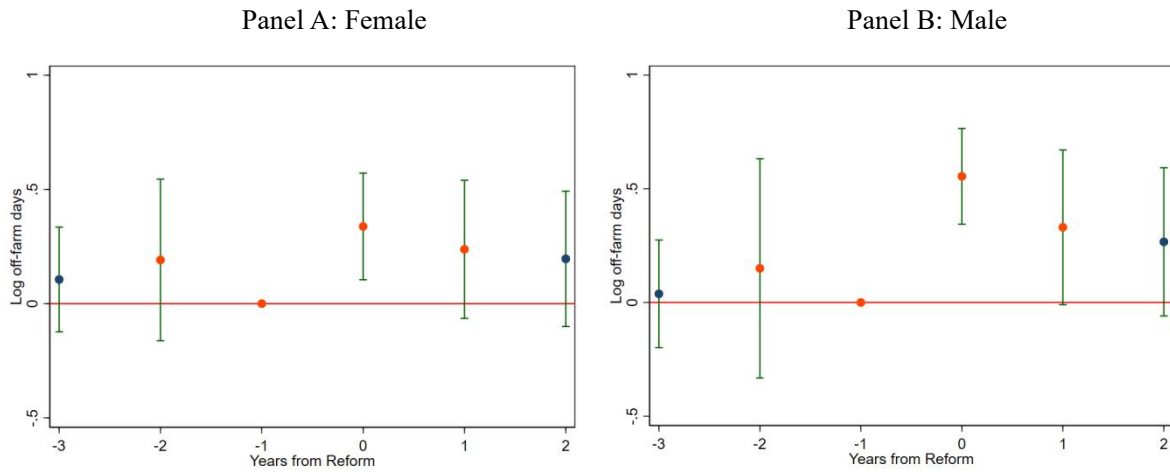 Panel A: Female
Log off-farm days
1
.5
0
-.5
-3 -2 -1 0 1 2
Years from Reform
Panel B: Male
Log off-farm days
1
.5
0
-.5
-3 -2 -1 0 1 2
Years from Reform